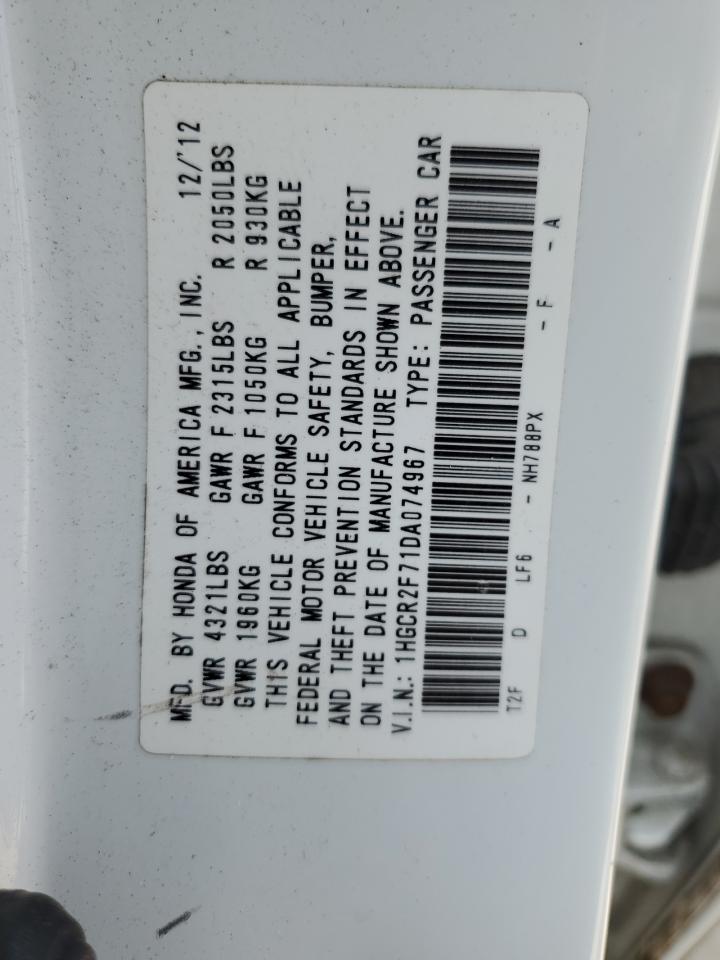 MFD. BY HONDA OF AMERICA MFG., INC. 12/'12
GVWR 4321LBS GAWR F 2315LBS R 2050LBS
GVWR 1960KG GAWR F 1050KG R 930KG
THIS VEHICLE CONFORMS TO ALL APPLICABLE
FEDERAL MOTOR VEHICLE SAFETY, BUMPER,
AND THEFT PREVENTION STANDARDS IN EFFECT
ON THE DATE OF MANUFACTURE SHOWN ABOVE.
V.I.N.: 1HGCR2F71DA074967 TYPE: PASSENGER CAR
T2F D LF6 - NH788PX - F - A